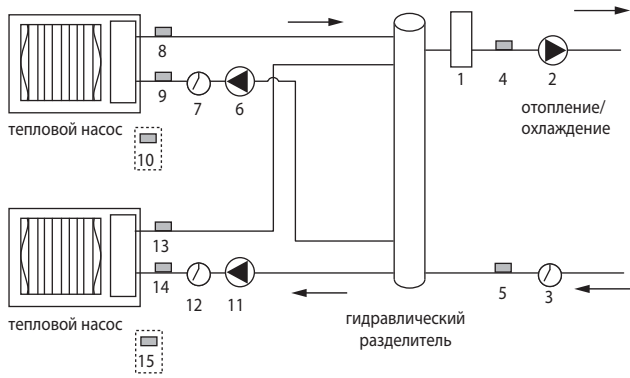 8
9
7
6
1
4
2
отопление/
охлаждение
тепловой насос
10
13
14
12
11
5
3
тепловой насос
гидравлический
разделитель
15